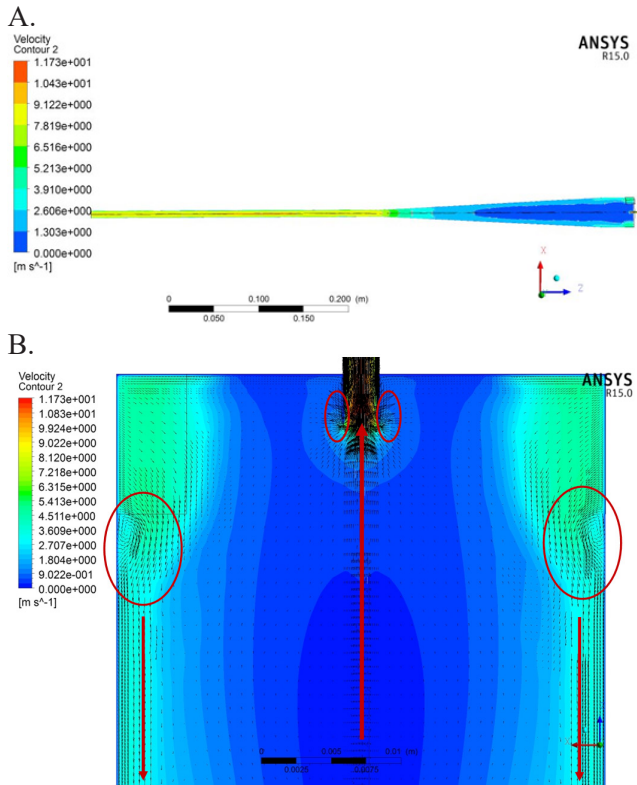 A.
Velocity
Contour 2
1.173e+001
1.043e+001
9.122e+000
7.819e+000
6.516e+000
5.213e+000
3.910e+000
2.606e+000
1.303e+000
0.000e+000
[m s^-1]
ANSYS
R15.0
X
Z
0 0.100 0.200 (m)
0.050 0.150
B.
Velocity
Contour 2
1.173e+001
1.083e+001
9.924e+000
9.022e+000
8.120e+000
7.218e+000
6.315e+000
5.413e+000
4.511e+000
3.609e+000
2.707e+000
1.804e+000
9.022e-001
0.000e+000
[m s^-1]
ANSYS
R15.0
0 0.005 0.01 (m)
0.0025 0.0075